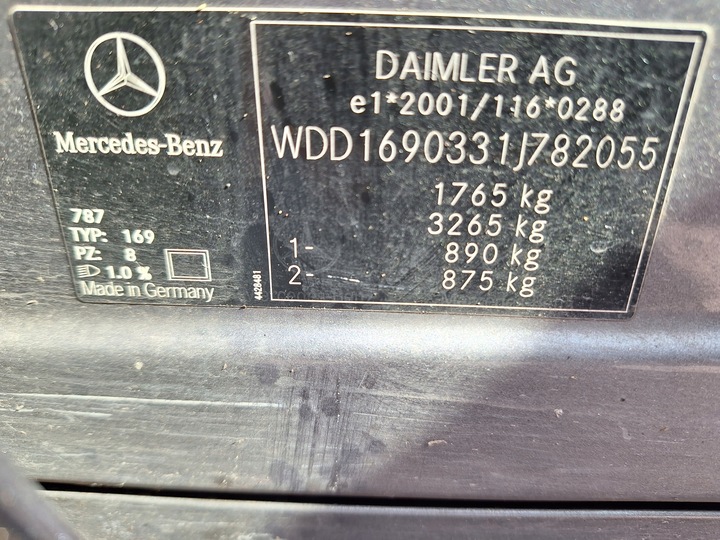 Mercedes-Benz
787
TYP: 169
PZ: 8
1.0 %
Made in Germany
4428481
DAIMLER AG
e1*2001/116*0288
WDD1690331J782055
1765 kg
3265 kg
1- 890 kg
2- 875 kg